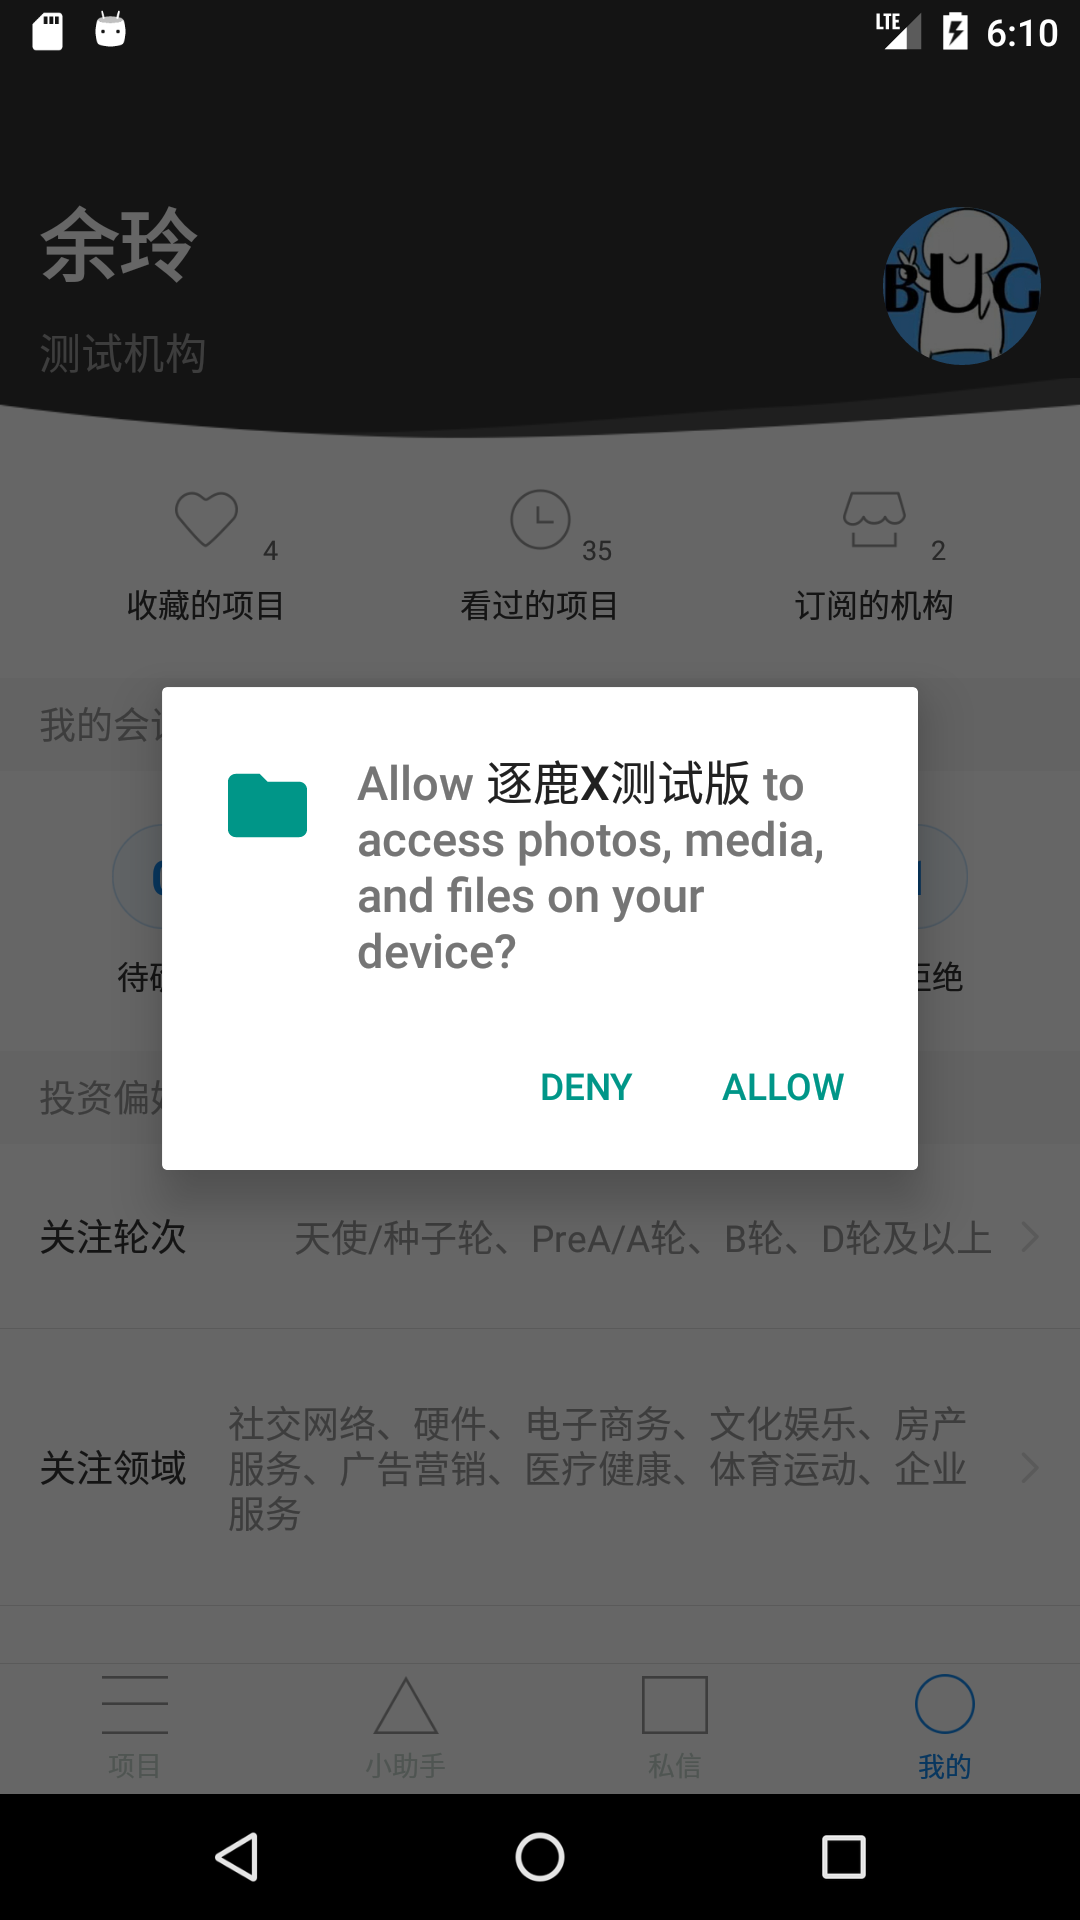 LTE 6:10
余玲
BUG
测试机构
4 35 2
收藏的项目 看过的项目 订阅的机构
我的会
Allow 逐鹿X测试版 to
access photos, media,
and files on your
device?
DENY ALLOW
待 绝
投资偏
关注轮次 天使/种子轮、PreA/A轮、B轮、D轮及以上
关注领域 社交网络、硬件、电子商务、文化娱乐、房产
服务、广告营销、医疗健康、体育运动、企业
服务
项目 小助手 私信 我的